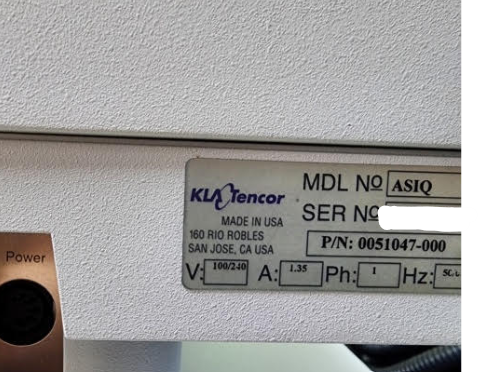 KLA Tencor
MDL NO ASIQ
MADE IN USA
SER NO
160 RIO ROBLES
SAN JOSE, CA USA
P/N: 0051047-000
V: 100/240 A: 1.35 Ph: 1 Hz:
Power